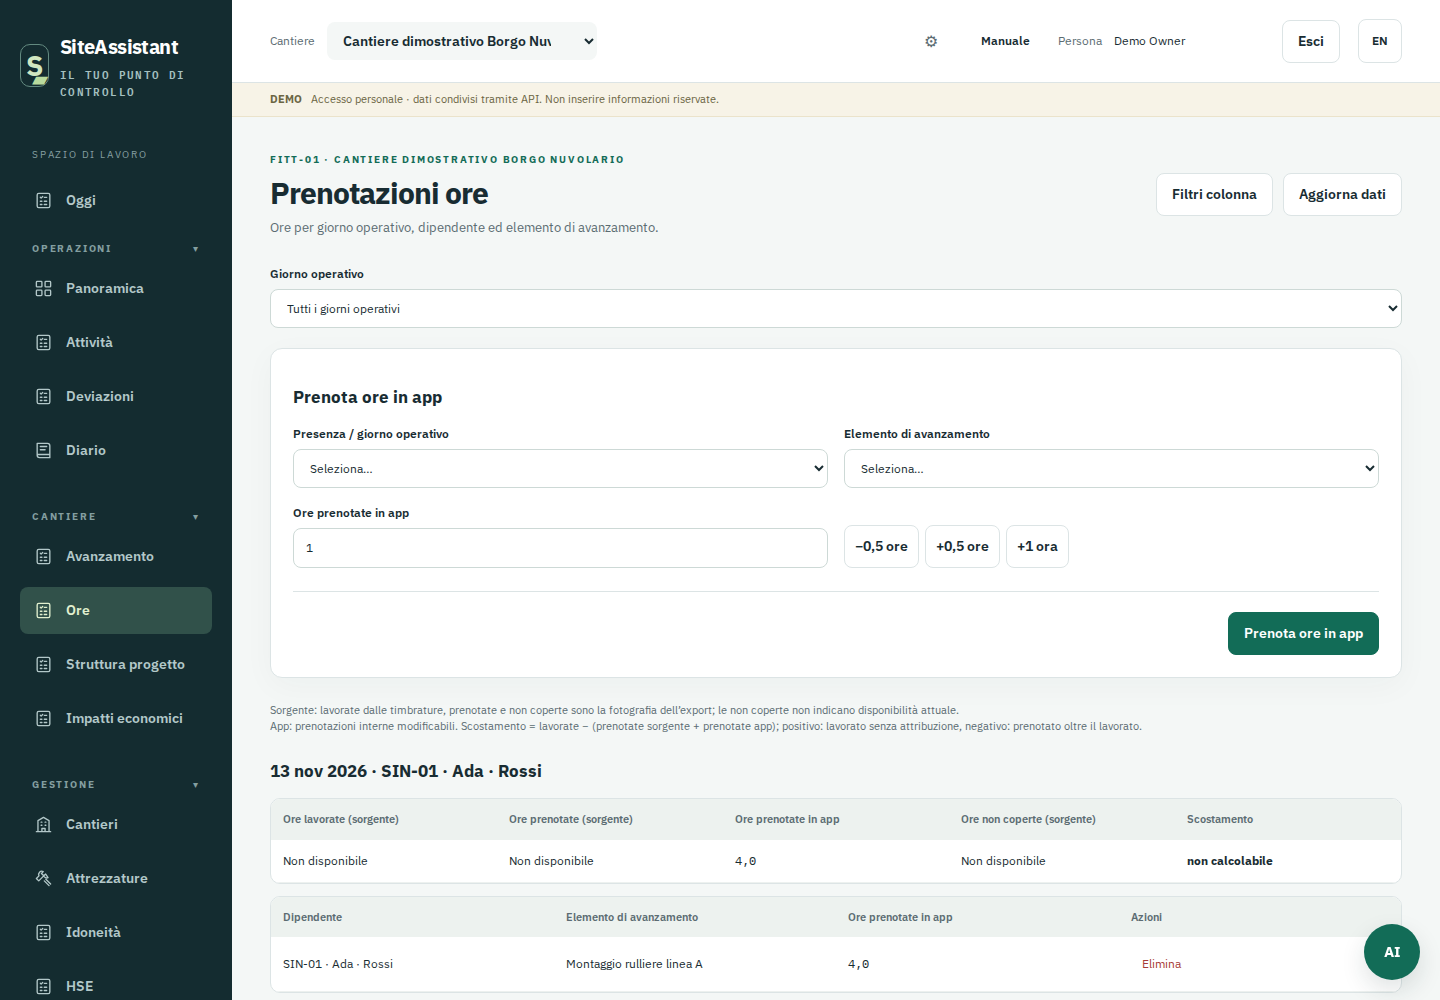 SiteAssistant
IL TUO PUNTO DI
CONTROLLO
SPAZIO DI LAVORO
Oggi
OPERAZIONI
Panoramica
Attività
Deviazioni
Diario
CANTIERE
Avanzamento
Ore
Struttura progetto
Impatti economici
GESTIONE
Cantieri
Attrezzature
Idoneità
HSE
Cantiere
Cantiere dimostrativo Borgo Nuv
Manuale
Persona Demo Owner
Esci
EN
DEMO Accesso personale · dati condivisi tramite API. Non inserire informazioni riservate.
FITT-01 · CANTIERE DIMOSTRATIVO BORGO NUVOLARIO
Prenotazioni ore
Ore per giorno operativo, dipendente ed elemento di avanzamento.
Filtri colonna
Aggiorna dati
Giorno operativo
Tutti i giorni operativi
Prenota ore in app
Presenza / giorno operativo
Seleziona...
Elemento di avanzamento
Seleziona...
Ore prenotate in app
1
−0,5 ore
+0,5 ore
+1 ora
Prenota ore in app
Sorgente: lavorate dalle timbrature, prenotate e non coperte sono la fotografia dell'export; le non coperte non indicano disponibilità attuale.
App: prenotazioni interne modificabili. Scostamento = lavorate − (prenotate sorgente + prenotate app); positivo: lavorato senza attribuzione, negativo: prenotato oltre il lavorato.
13 nov 2026 · SIN-01 · Ada · Rossi
Ore lavorate (sorgente) Ore prenotate (sorgente) Ore prenotate in app Ore non coperte (sorgente) Scostamento
Non disponibile Non disponibile 4,0 Non disponibile non calcolabile
Dipendente Elemento di avanzamento Ore prenotate in app Azioni
SIN-01 · Ada · Rossi Montaggio rulliere linea A 4,0 Elimina
AI